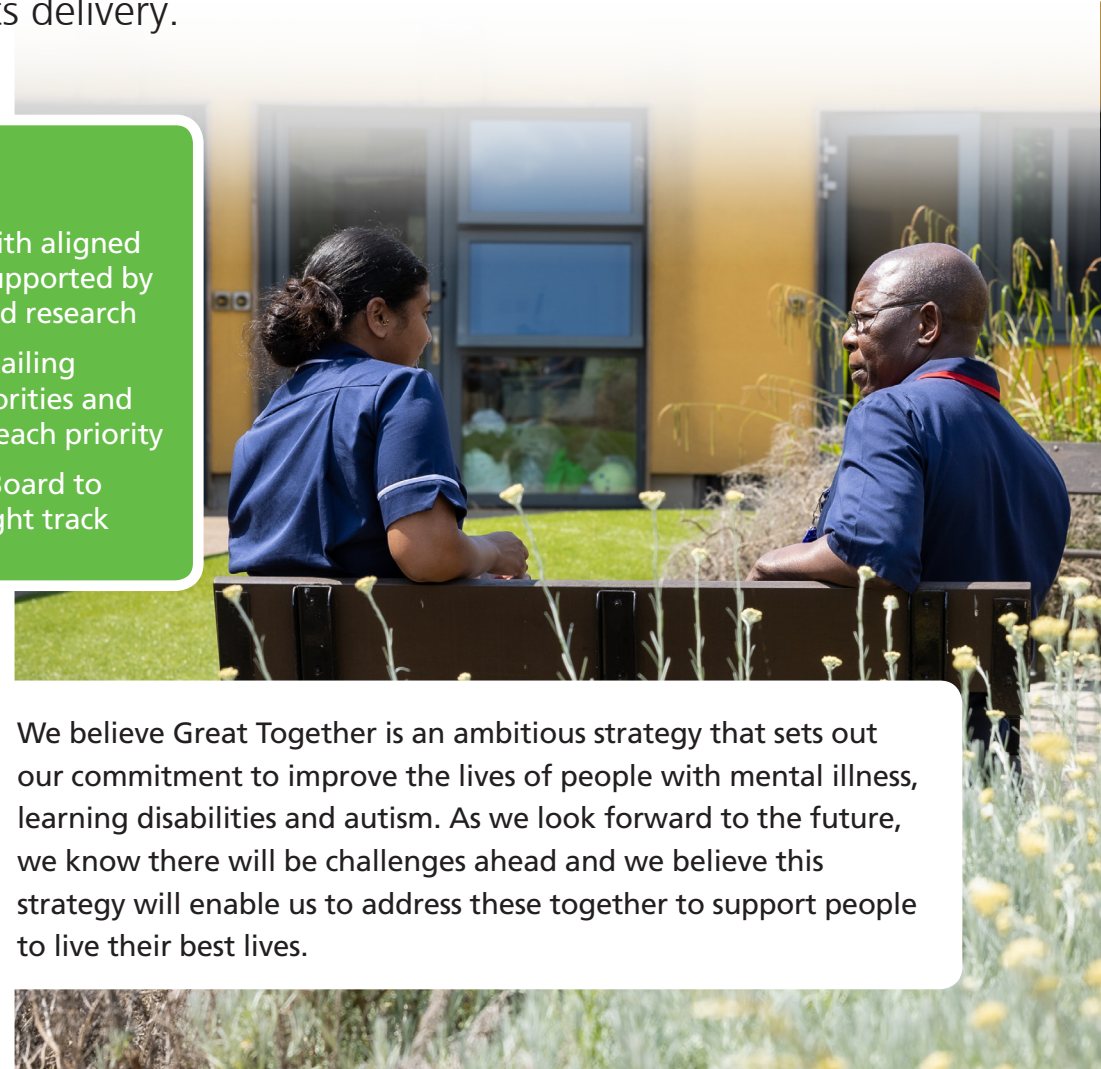 delivery.
ith aligned
upported by
d research
ailing
orities and
each priority
Board to
ght track
We believe Great Together is an ambitious strategy that sets out
our commitment to improve the lives of people with mental illness,
learning disabilities and autism. As we look forward to the future,
we know there will be challenges ahead and we believe this
strategy will enable us to address these together to support people
to live their best lives.